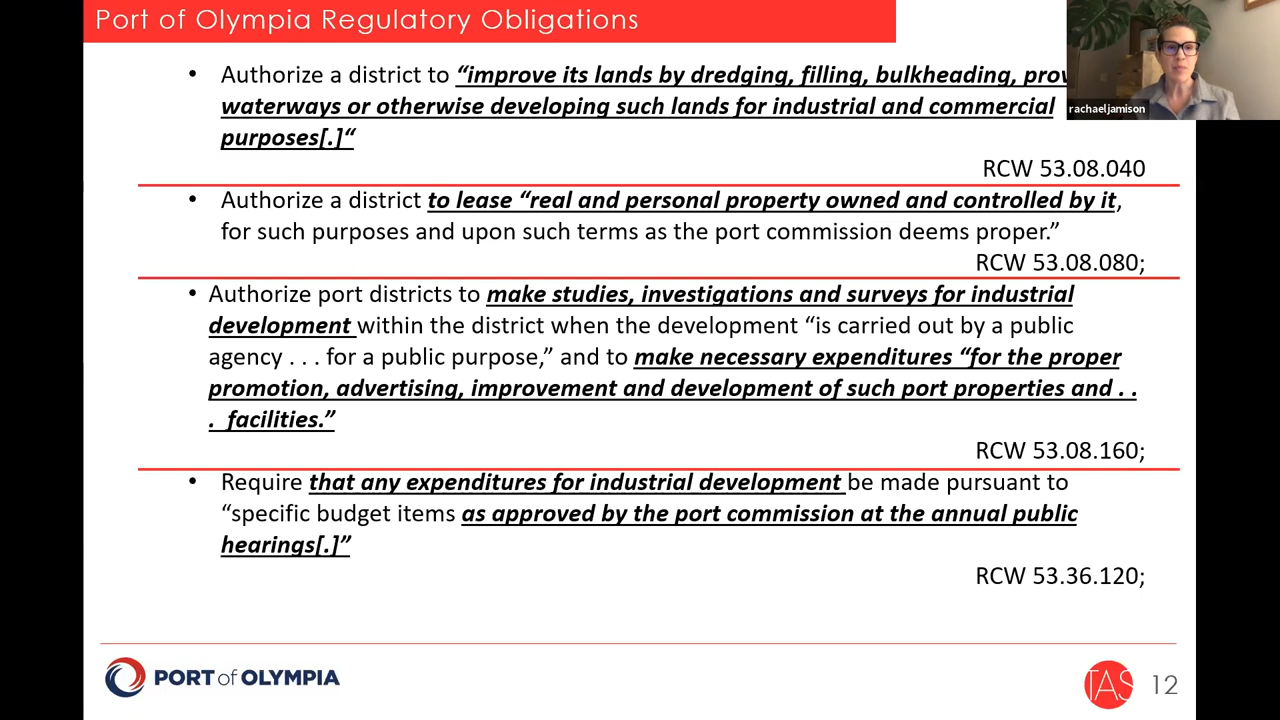 Port of Olympia Regulatory Obligations
rachaeljamison
• Authorize a district to “improve its lands by dredging, filling, bulkheading,
waterways or otherwise developing such lands for industrial and commercial
purposes[.]“
RCW 53.08.040
• Authorize a district to lease “real and personal property owned and controlled by it,
for such purposes and upon such terms as the port commission deems proper.”
RCW 53.08.080;
• Authorize port districts to make studies, investigations and surveys for industrial
development within the district when the development “is carried out by a public
agency . . . for a public purpose,” and to make necessary expenditures “for the proper
promotion, advertising, improvement and development of such port properties and . .
. facilities.”
RCW 53.08.160;
• Require that any expenditures for industrial development be made pursuant to
“specific budget items as approved by the port commission at the annual public
hearings[.]”
RCW 53.36.120;
PORT of OLYMPIA
TAS
12